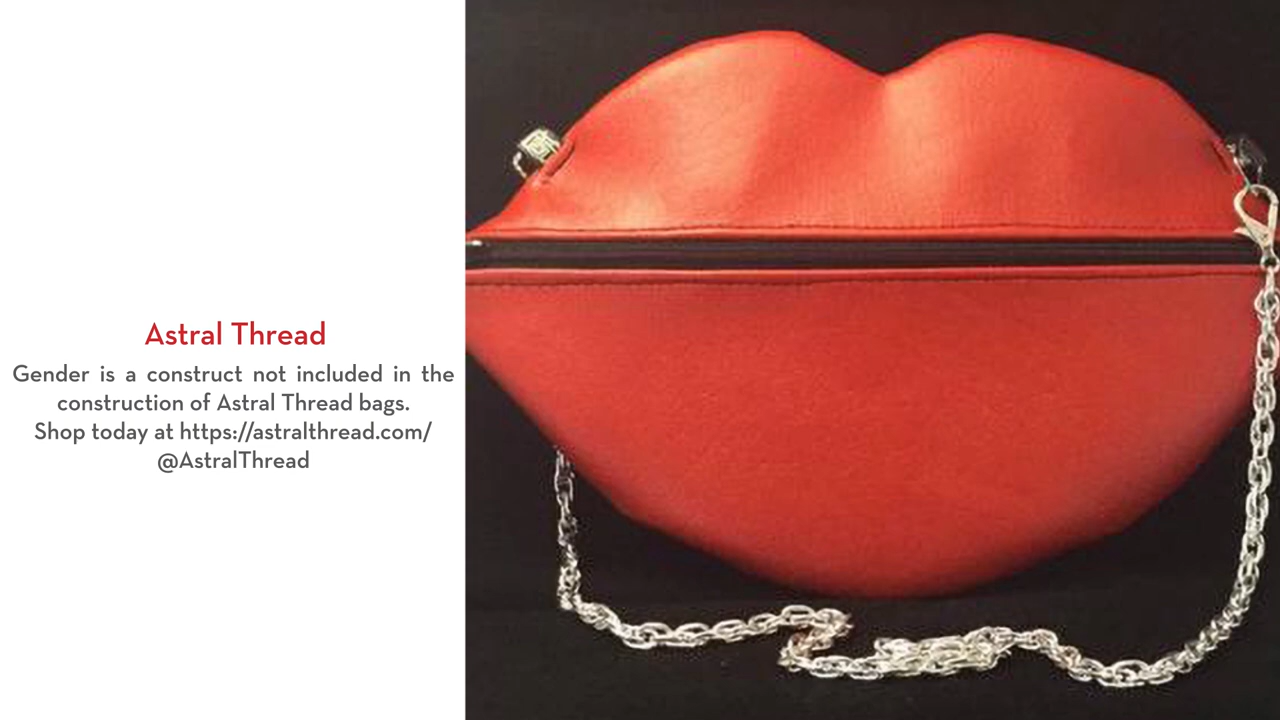 Astral Thread
Gender is a construct not included in the
construction of Astral Thread bags.
Shop today at https://astralthread.com/
@AstralThread